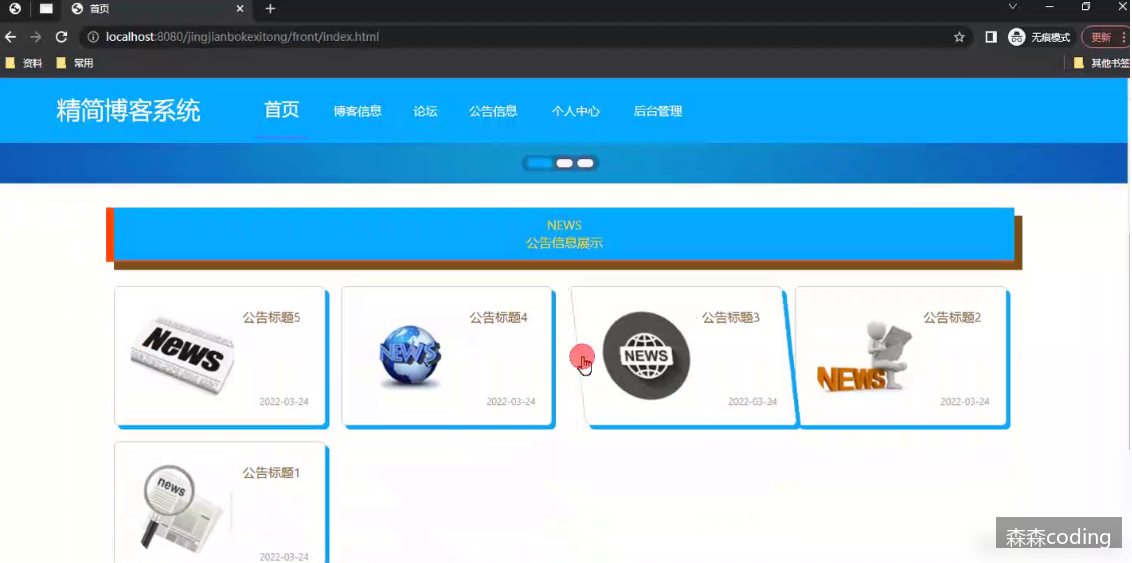 首页
localhost:8080/jingjianbokexitong/front/index.html
无痕模式
更新
资料
常用
其他书签
精简博客系统
首页
博客信息
论坛
公告信息
个人中心
后台管理
NEWS
公告信息展示
News
公告标题5
2022-03-24
NEWS
公告标题4
2022-03-24
NEWS
公告标题3
2022-03-24
NEWS
公告标题2
2022-03-24
news
公告标题1
2022-03-24
森森coding